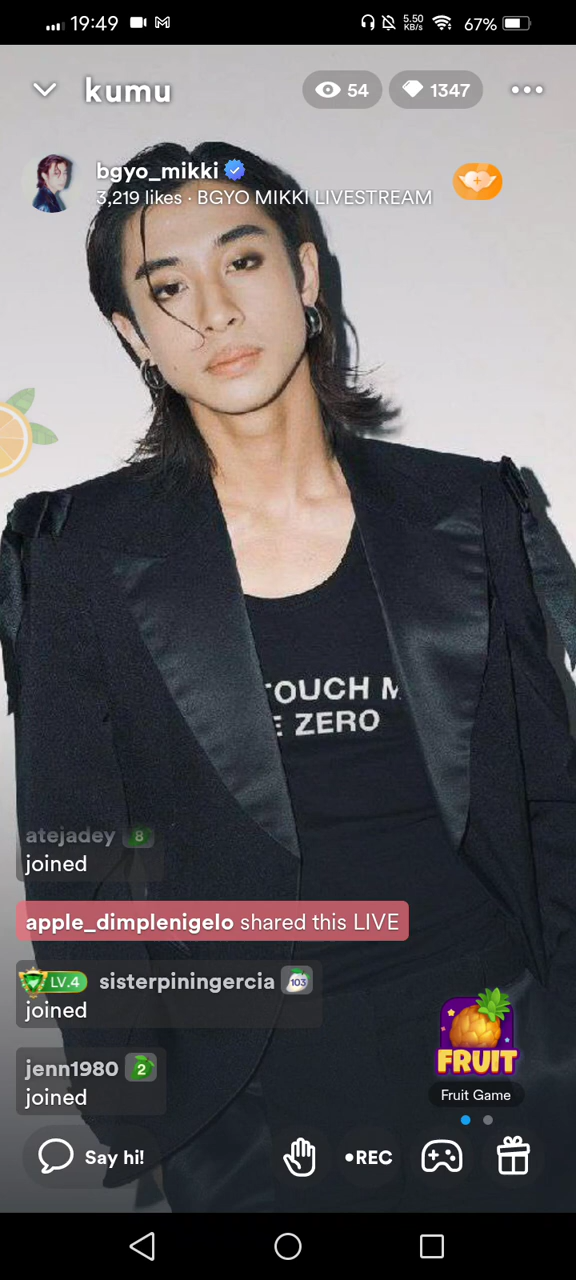 19:49
5.50 KB/s
67%
kumu
54
1347
bgyo_mikki
3,219 likes · BGYO MIKKI LIVESTREAM
TOUCH M
E ZERO
atejadey 8
joined
apple_dimplenigelo shared this LIVE
LV.4 sisterpiningercia 103
joined
jenn1980 2
joined
FRUIT
Fruit Game
Say hi!
•REC